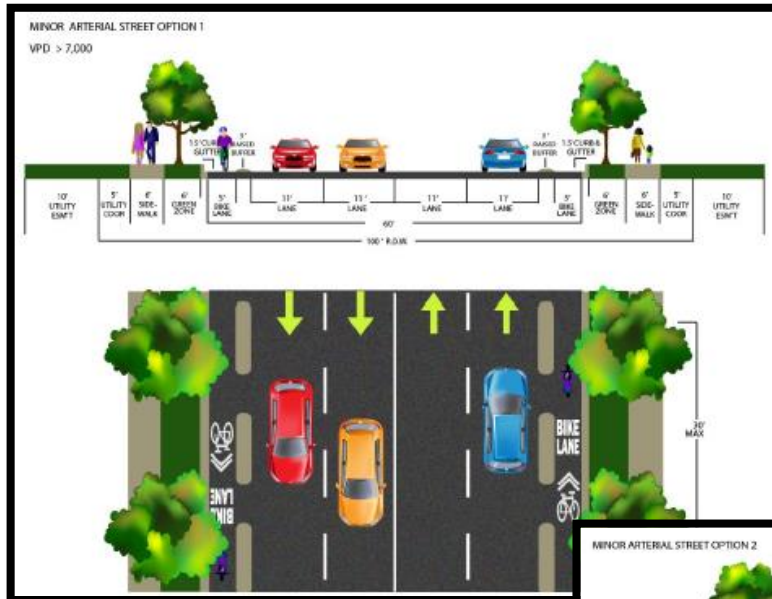 MINOR ARTERIAL STREET OPTION 1
VPD > 7,000
1.5' CURB & GUTTER
3' RAISED BUFFER
3' RAISED BUFFER
1.5' CURB & GUTTER
10' UTILITY ESM'T
5' UTILITY COOR
6' SIDE-WALK
6' GREEN ZONE
5' BIKE LANE
11' LANE
11' LANE
11' LANE
11' LANE
5' BIKE LANE
6' GREEN ZONE
6' SIDE-WALK
5' UTILITY COOR
10' UTILITY ESM'T
60'
100' R.O.W.
BIKE LANE
BIKE LANE
MAX
MINOR ARTERIAL STREET OPTION 2